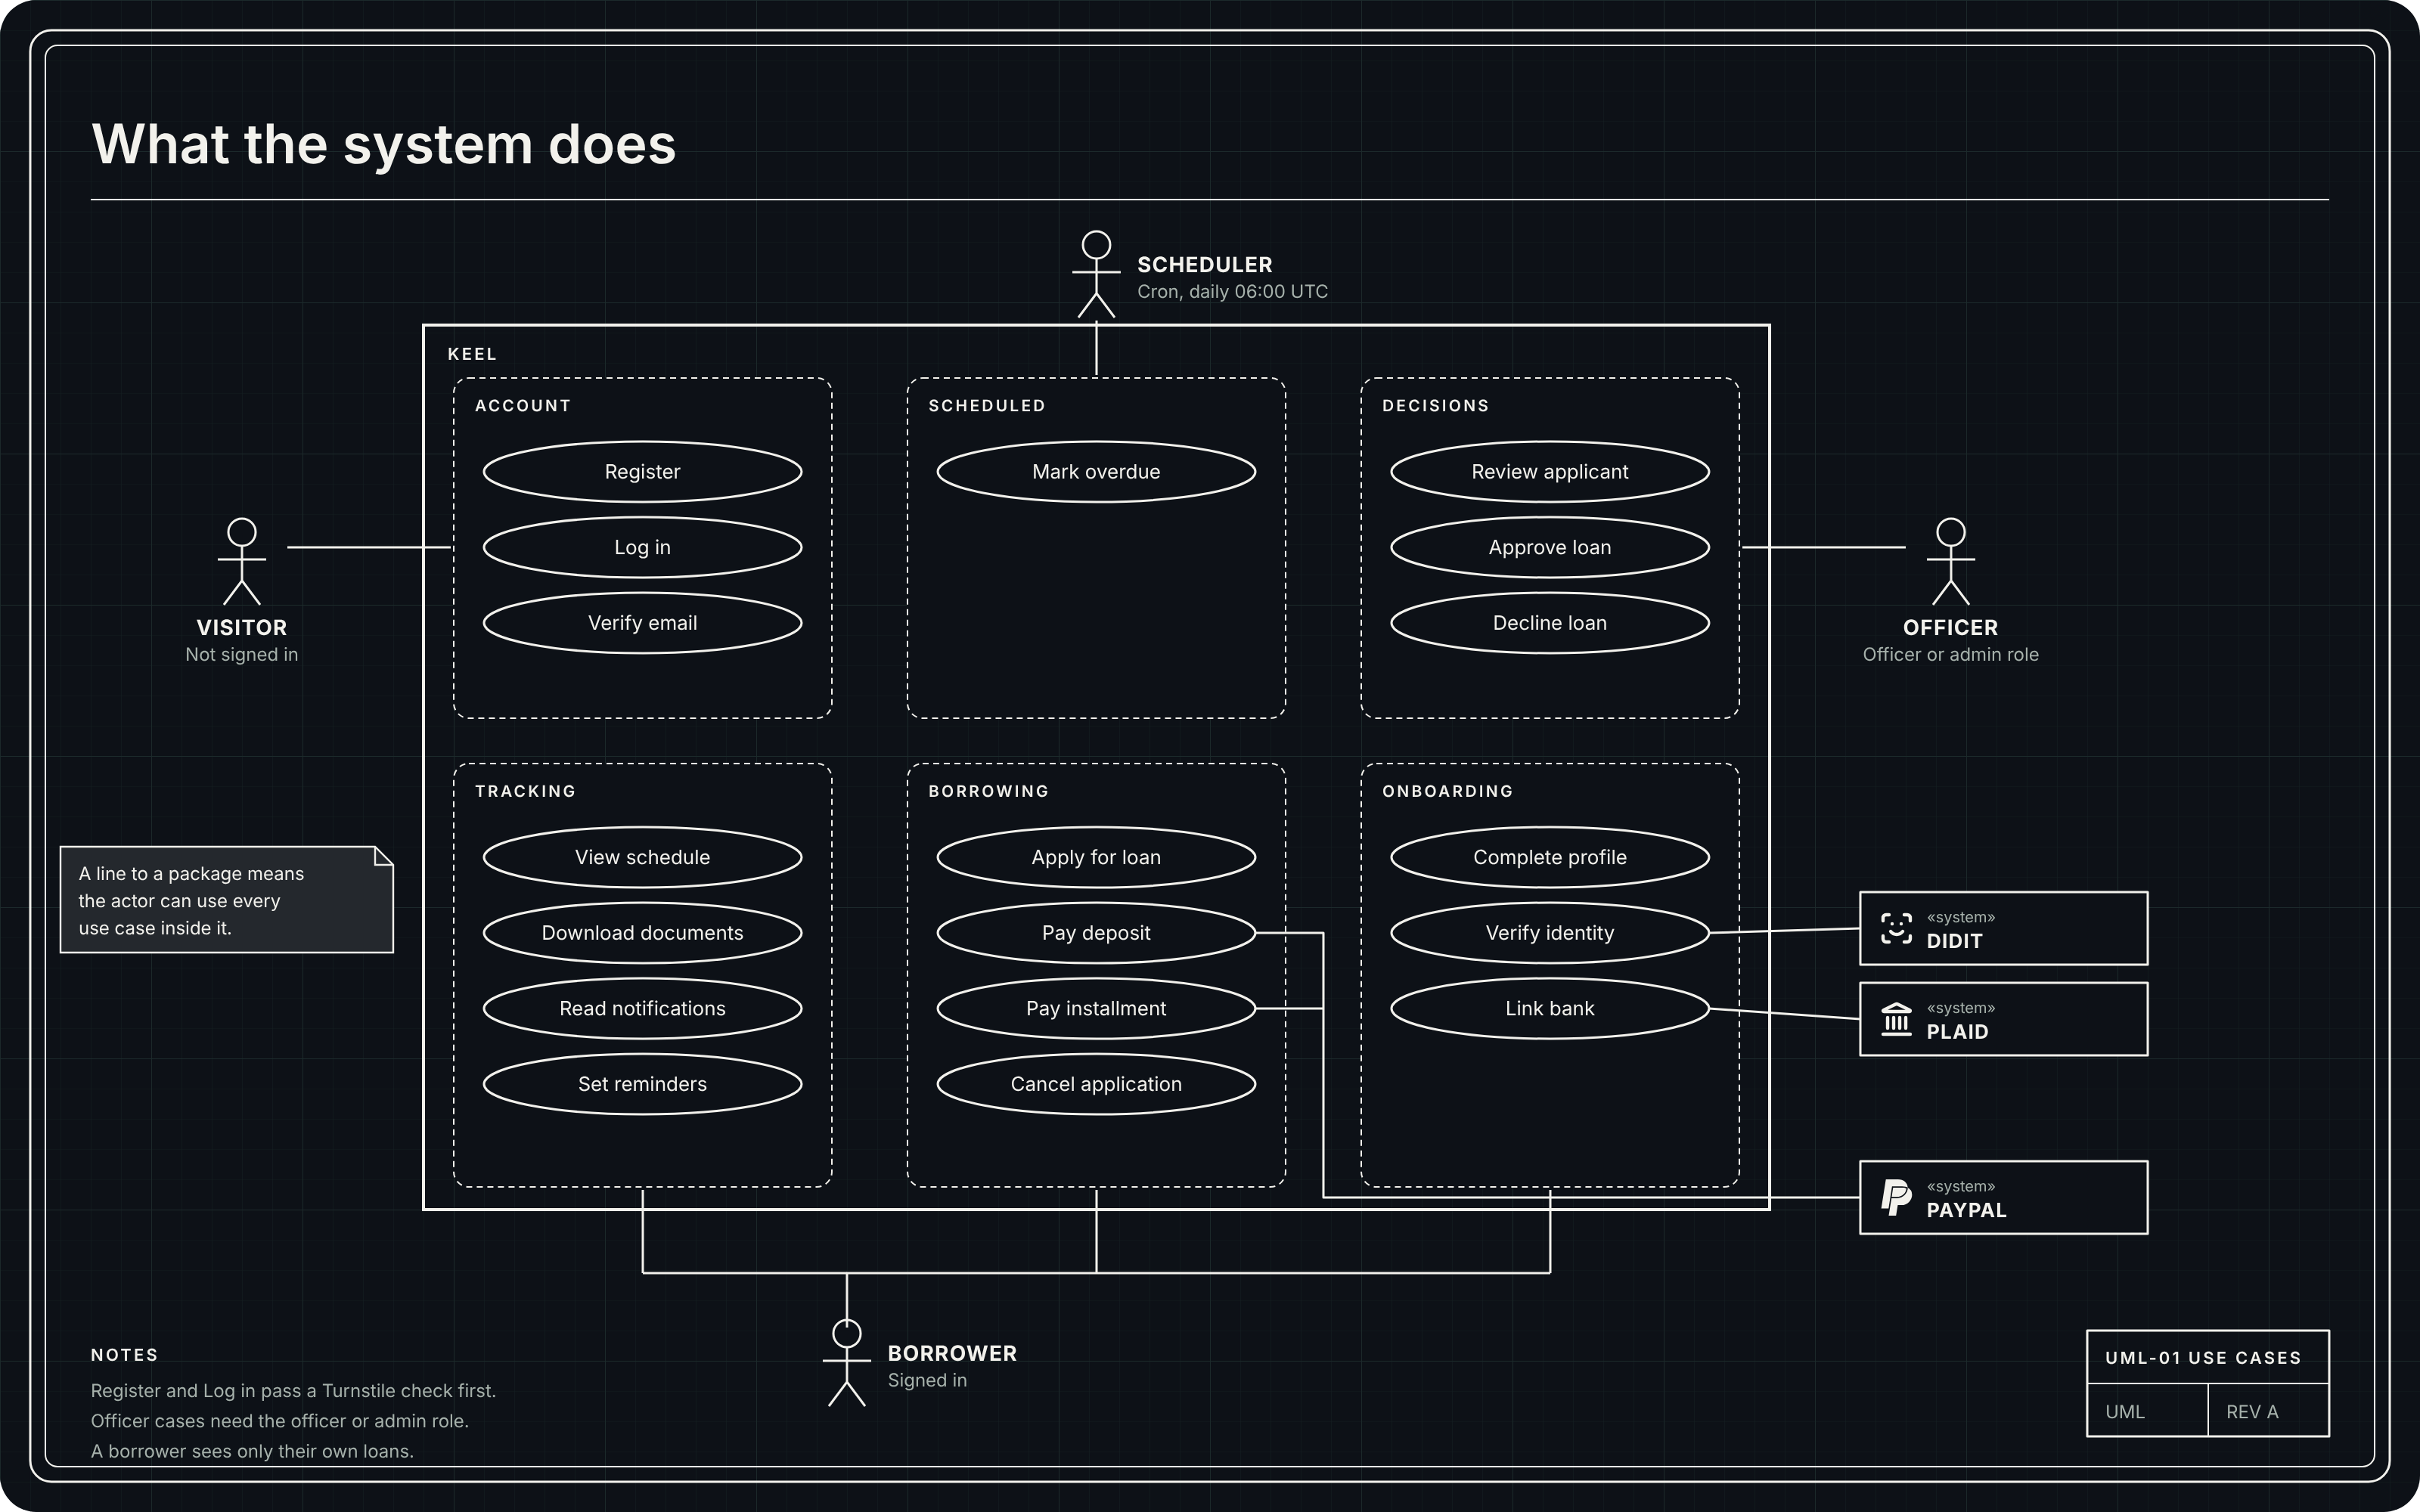 What the system does
SCHEDULER
Cron, daily 06:00 UTC
KEEL
ACCOUNT
Register
Log in
Verify email
SCHEDULED
Mark overdue
DECISIONS
Review applicant
Approve loan
Decline loan
VISITOR
Not signed in
OFFICER
Officer or admin role
TRACKING
View schedule
Download documents
Read notifications
Set reminders
BORROWING
Apply for loan
Pay deposit
Pay installment
Cancel application
ONBOARDING
Complete profile
Verify identity
Link bank
A line to a package means
the actor can use every
use case inside it.
«system»
DIDIT
«system»
PLAID
«system»
PAYPAL
BORROWER
Signed in
NOTES
Register and Log in pass a Turnstile check first.
Officer cases need the officer or admin role.
A borrower sees only their own loans.
UML-01 USE CASES
UML
REV A